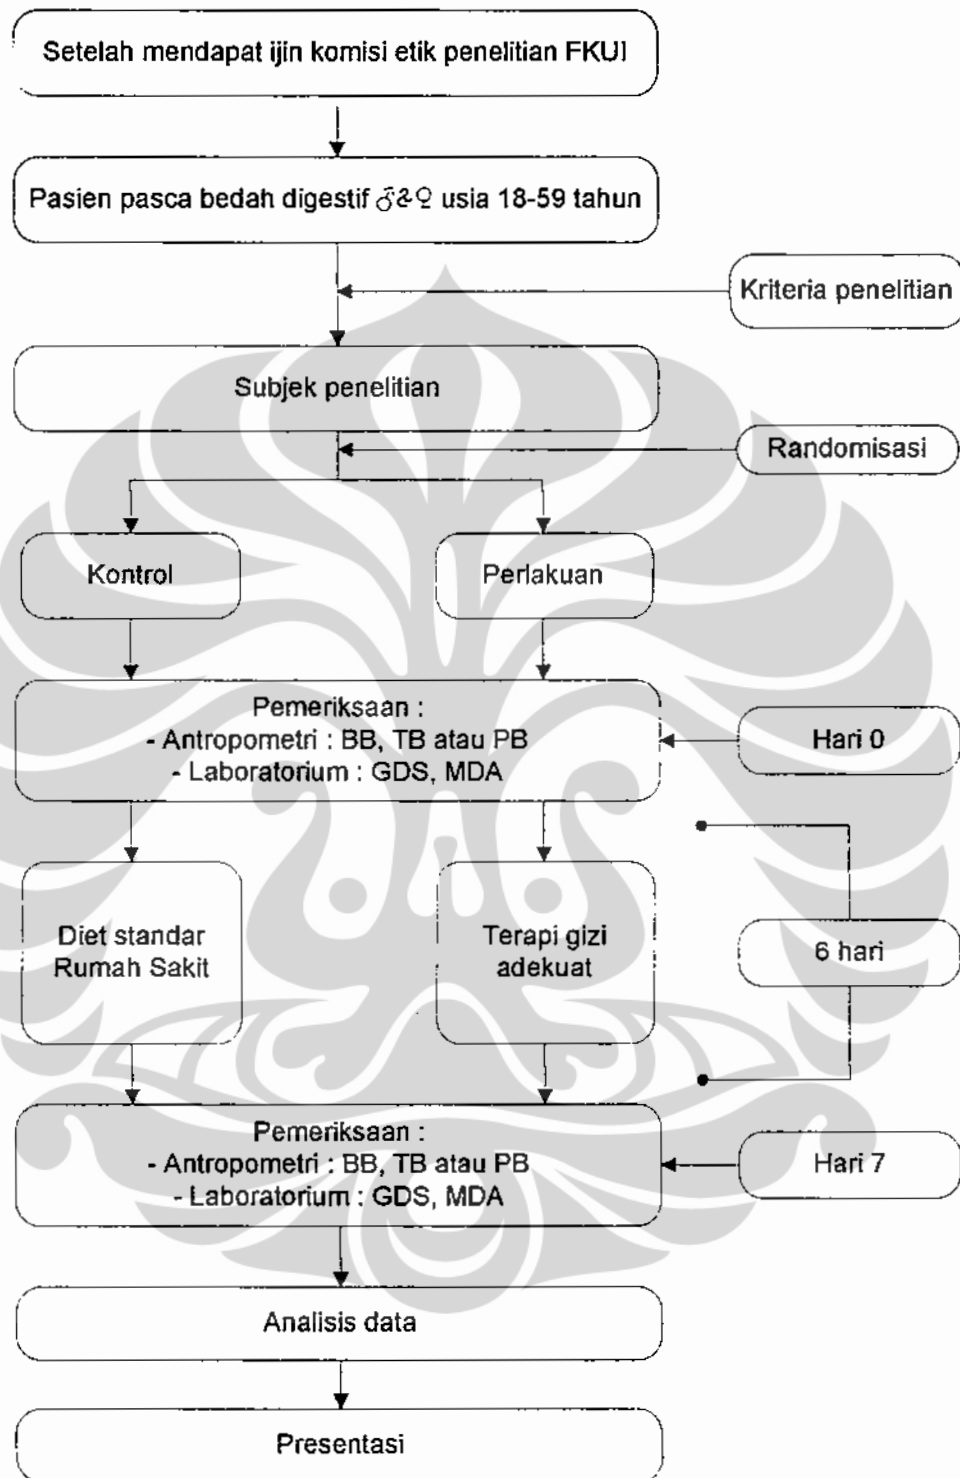 Setelah mendapat ijin komisi etik penelitian FKUI
Pasien pasca bedah digestif ♂&♀ usia 18-59 tahun
Kriteria penelitian
Subjek penelitian
Randomisasi
Kontrol
Perlakuan
Pemeriksaan :
- Antropometri : BB, TB atau PB
- Laboratorium : GDS, MDA
Hari 0
Diet standar
Rumah Sakit
Terapi gizi
adekuat
6 hari
Pemeriksaan :
- Antropometri : BB, TB atau PB
- Laboratorium : GDS, MDA
Hari 7
Analisis data
Presentasi